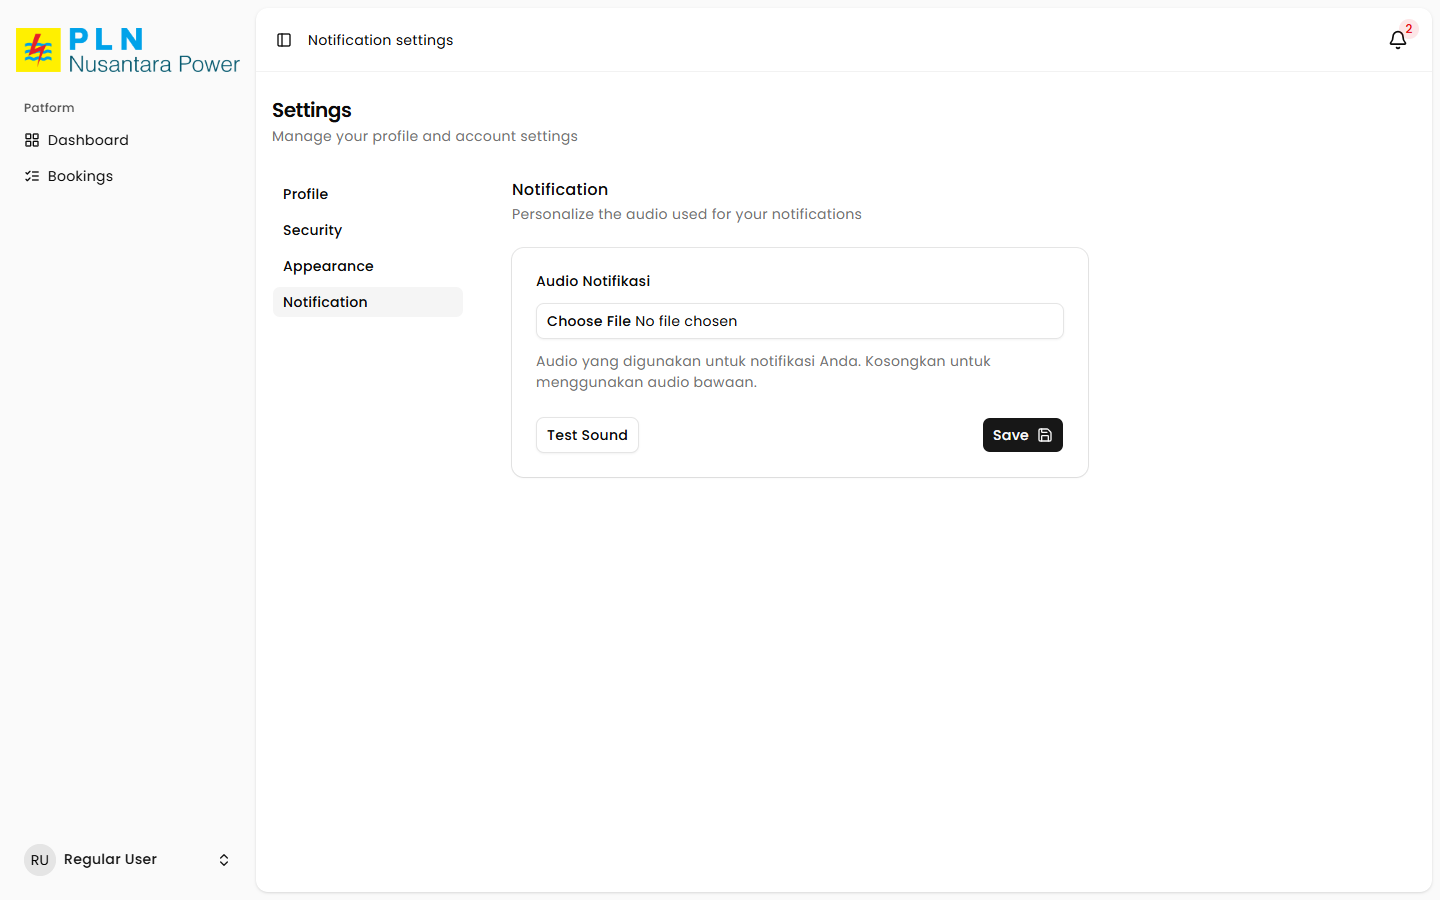 PLN
Nusantara Power
Patform
Dashboard
Bookings
Regular User
RU
Notification settings
2
Settings
Manage your profile and account settings
Profile
Security
Appearance
Notification
Notification
Personalize the audio used for your notifications
Audio Notifikasi
Choose File No file chosen
Audio yang digunakan untuk notifikasi Anda. Kosongkan untuk
menggunakan audio bawaan.
Test Sound
Save